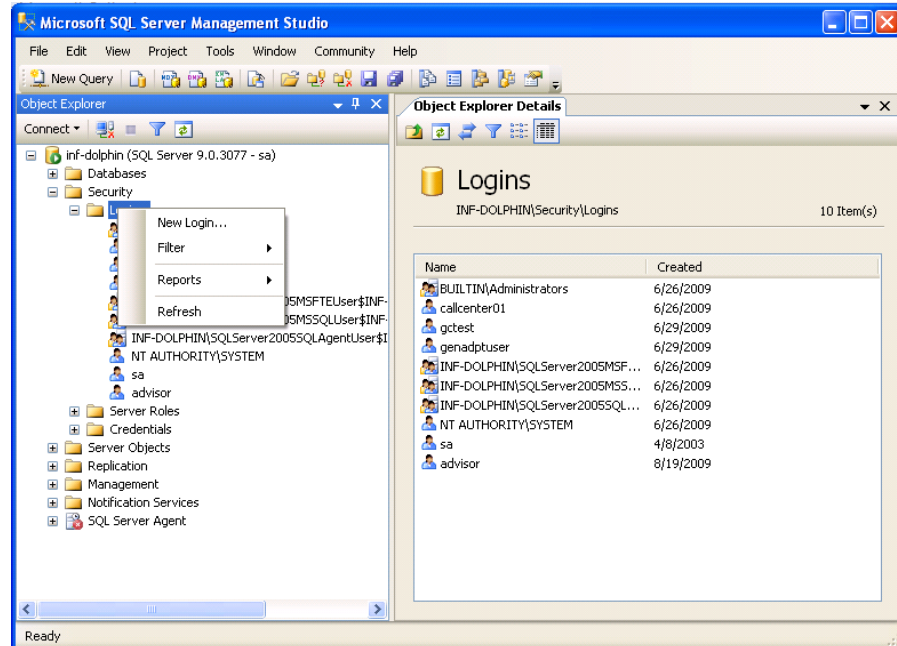 Microsoft SQL Server Management Studio
File Edit View Project Tools Window Community Help
New Query
Object Explorer
Connect
inf-dolphin (SQL Server 9.0.3077 - sa)
Databases
Security
New Login...
Filter
Reports
Refresh
005MSFTEUser$INF-
005MSSQLUser$INF-
INF-DOLPHIN\SQLServer2005SQLAgentUser$I
NT AUTHORITY\SYSTEM
sa
advisor
Server Roles
Credentials
Server Objects
Replication
Management
Notification Services
SQL Server Agent
Object Explorer Details
Logins
INF-DOLPHIN\Security\Logins 10 Item(s)
Name Created
BUILTIN\Administrators 6/26/2009
callcenter01 6/26/2009
gctest 6/29/2009
genadptuser 6/29/2009
INF-DOLPHIN\SQLServer2005MSF... 6/26/2009
INF-DOLPHIN\SQLServer2005MSS... 6/26/2009
INF-DOLPHIN\SQLServer2005SQL... 6/26/2009
NT AUTHORITY\SYSTEM 6/26/2009
sa 4/8/2003
advisor 8/19/2009
Ready